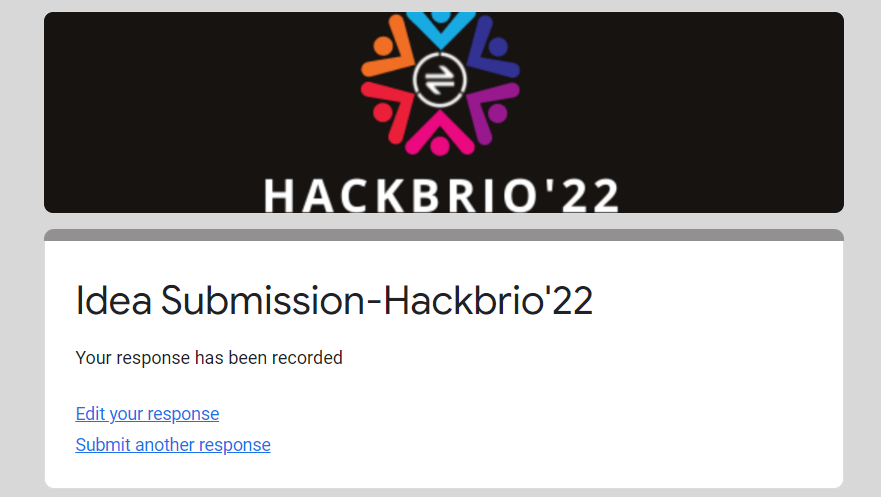 HACKBRIO'22
Idea Submission-Hackbrio'22
Your response has been recorded
Edit your response
Submit another response